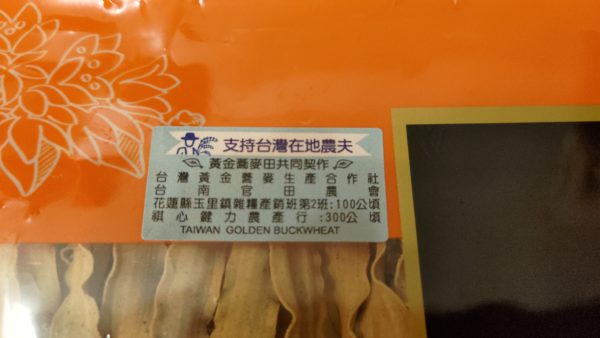 支持台灣在地農夫
黃金蕎麥田共同契作
台灣黃金蕎麥生產合作社
台南官田農會
花蓮縣玉里鎮雜糧產銷班第2班:100公頃
祺心鍵力農產行:300公頃
TAIWAN GOLDEN BUCKWHEAT